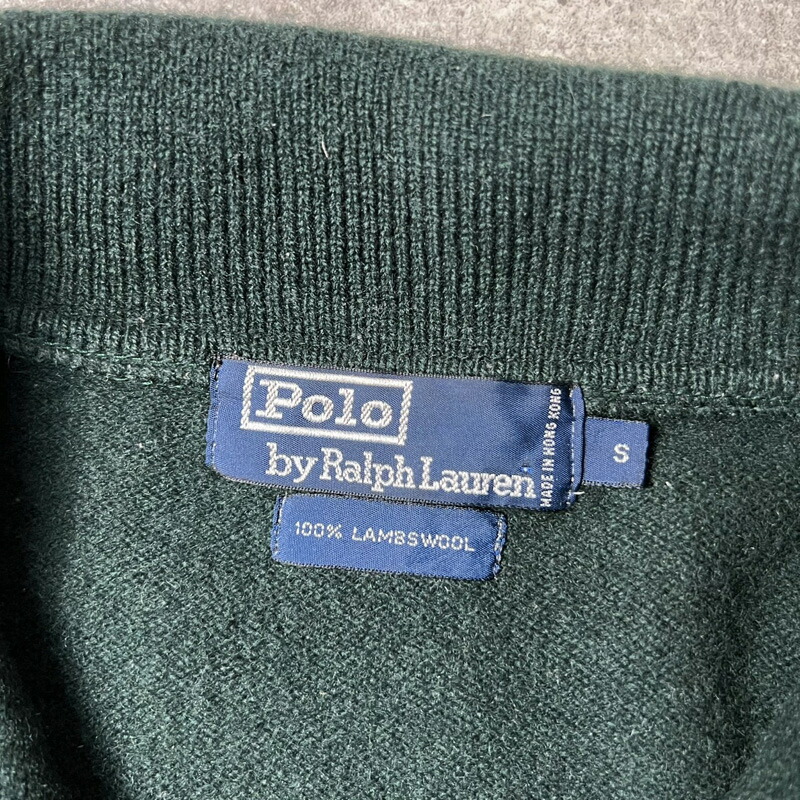 Polo
by Ralph Lauren
MADE IN HONG KONG
S
100% LAMBSWOOL